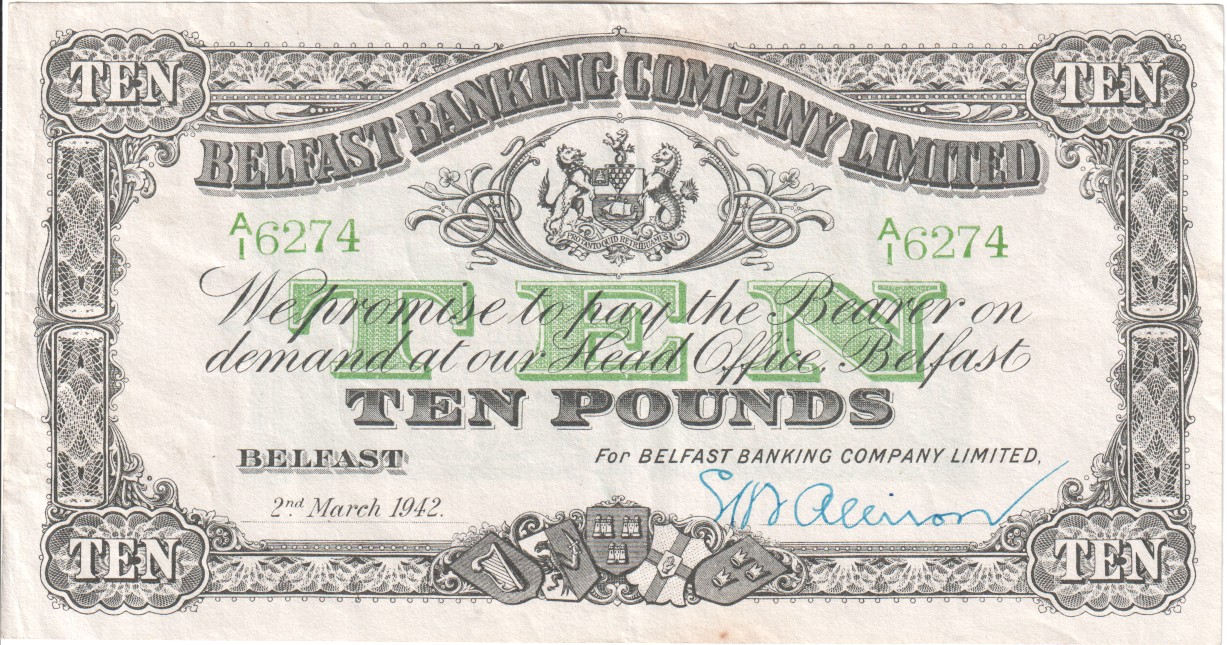 TEN TEN
BELFAST BANKING COMPANY LIMITED
PRO TANTO QUID RETRIBUAMUS
A/1 6274 A/1 6274
TEN
We promise to pay the Bearer on
demand at our Head Office, Belfast
TEN POUNDS
BELFAST For BELFAST BANKING COMPANY LIMITED,
2nd March 1942.
TEN TEN